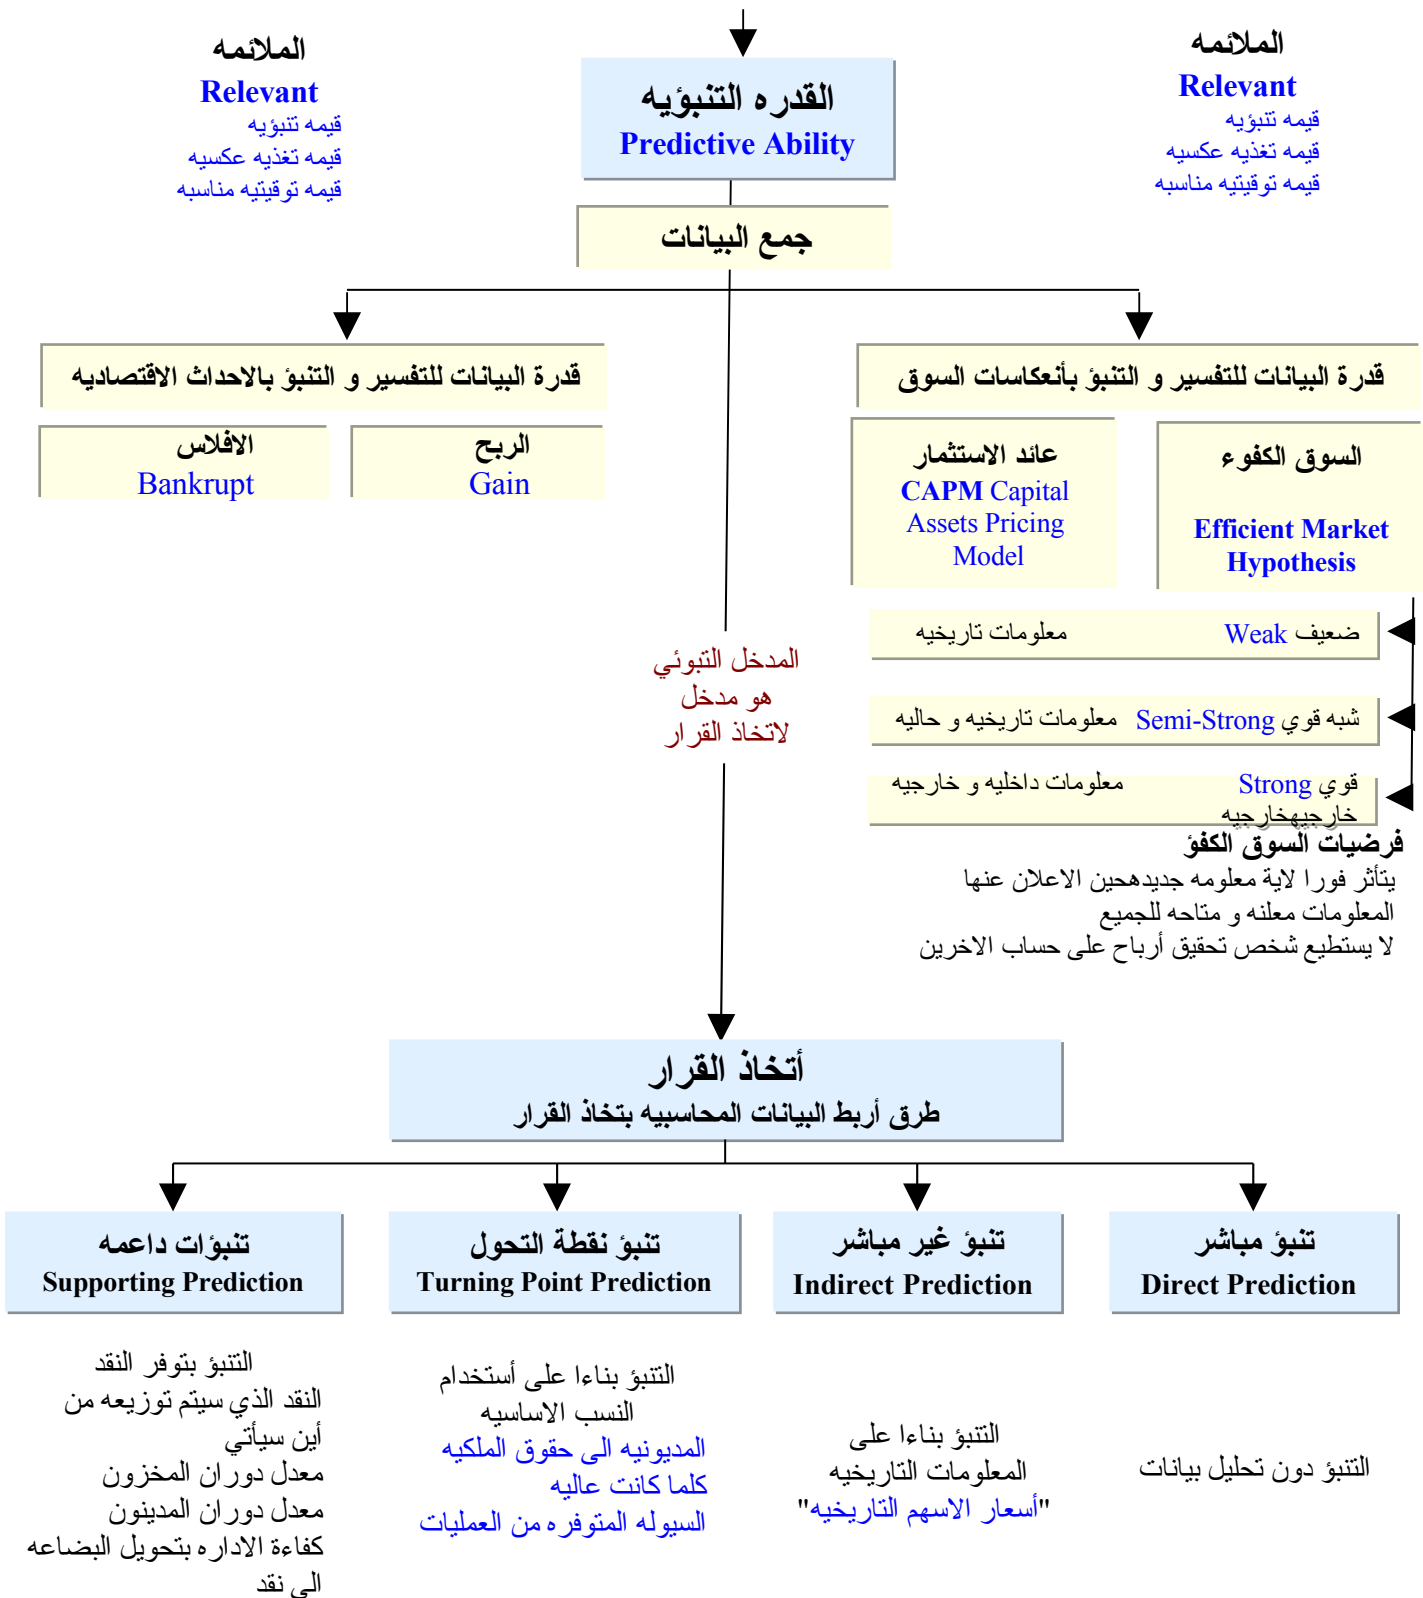 الملائمه
Relevant
قيمه تنبؤيه
قيمه تغذيه عكسيه
قيمه توقيتيه مناسبه
القدره التنبؤيه
Predictive Ability
الملائمه
Relevant
قيمه تنبؤيه
قيمه تغذيه عكسيه
قيمه توقيتيه مناسبه
جمع البيانات
قدرة البيانات للتفسير و التنبؤ بأنعكاسات السوق
قدرة البيانات للتفسير و التنبؤ بالاحداث الاقتصاديه
السوق الكفوء
Efficient Market
Hypothesis
عائد الاستثمار
CAPM Capital
Assets Pricing
Model
الربح
Gain
الافلاس
Bankrupt
ضعيف Weak معلومات تاريخيه
شبه قوي Semi-Strong معلومات تاريخيه و حاليه
قوي Strong معلومات داخليه و خارجيه
خارجيهخارجيه
فرضيات السوق الكفؤ
يتأثر فورا لاية معلومه جديدهحين الاعلان عنها
المعلومات معلنه و متاحه للجميع
لا يستطيع شخص تحقيق أرباح على حساب الاخرين
المدخل التبوئي
هو مدخل
لاتخاذ القرار
أتخاذ القرار
طرق أربط البيانات المحاسبيه بتخاذ القرار
تنبؤ مباشر
Direct Prediction
التنبؤ دون تحليل بيانات
تنبؤ غير مباشر
Indirect Prediction
التنبؤ بناءا على
المعلومات التاريخيه
"أسعار الاسهم التاريخيه"
تنبؤ نقطة التحول
Turning Point Prediction
التنبؤ بناءا على أستخدام
النسب الاساسيه
المديونيه الى حقوق الملكيه
كلما كانت عاليه
السيوله المتوفره من العمليات
تنبؤات داعمه
Supporting Prediction
التنبؤ بتوفر النقد
النقد الذي سيتم توزيعه من
أين سيأتي
معدل دوران المخزون
معدل دوران المدينون
كفاءة الاداره بتحويل البضاعه
الى نقد